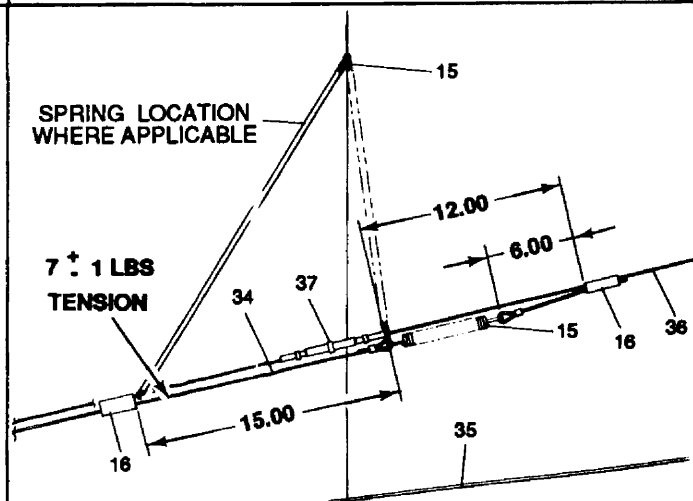 15
SPRING LOCATION
WHERE APPLICABLE
12.00
6.00
7 ± 1 LBS
TENSION
34
37
15
16
36
15.00
16
35